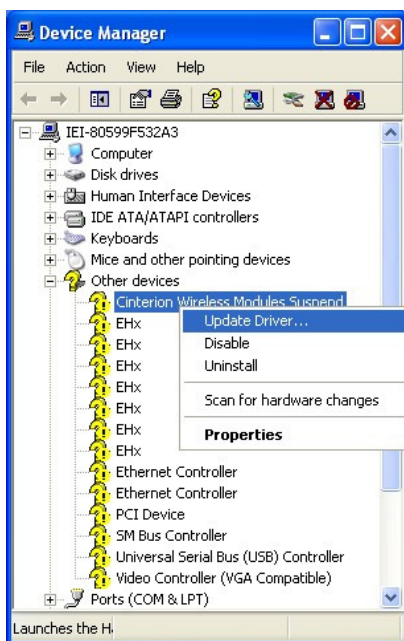 Device Manager
File Action View Help
IEI-80599F532A3
Computer
Disk drives
Human Interface Devices
IDE ATA/ATAPI controllers
Keyboards
Mice and other pointing devices
Other devices
Cinterion Wireless Modules Suspend
EHx
Update Driver...
EHx
Disable
EHx
Uninstall
EHx
Scan for hardware changes
EHx
Properties
EHx
EHx
Ethernet Controller
Ethernet Controller
PCI Device
SM Bus Controller
Universal Serial Bus (USB) Controller
Video Controller (VGA Compatible)
Ports (COM & LPT)
Launches the